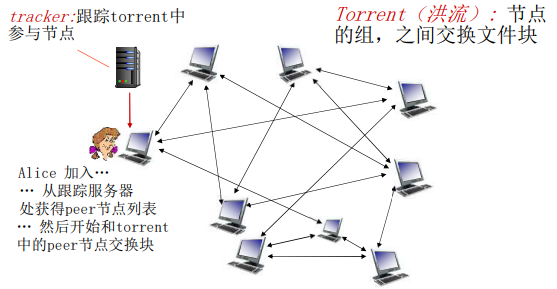 tracker:跟踪torrent中
参与节点
Torrent（洪流）: 节点
的组，之间交换文件块
Alice 加入…
… 从跟踪服务器
处获得peer节点列表
… 然后开始和torrent
中的peer节点交换块